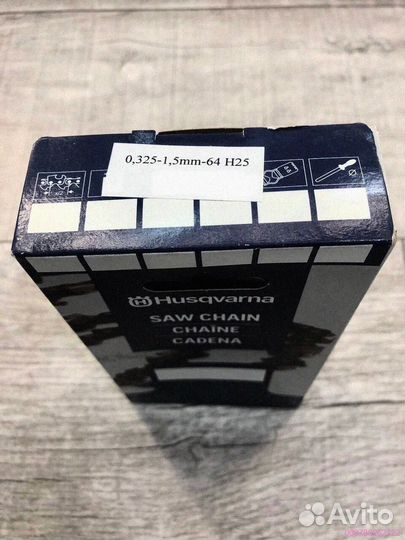 0,325-1,5mm-64 H25
Husqvarna
SAW CHAIN
CHAÎNE
CADENA
Avito